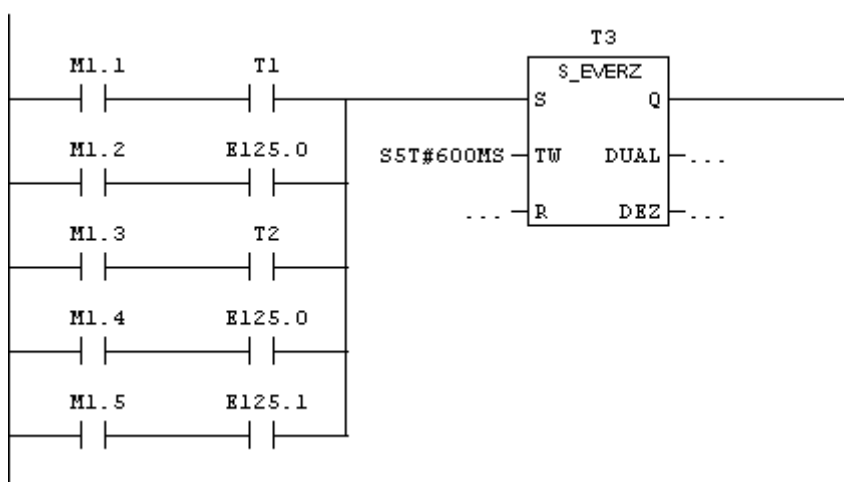 T3
M1.1 T1 S_EVERZ
S Q
M1.2 E125.0 S5T#600MS TW DUAL ...
... R DEZ ...
M1.3 T2
M1.4 E125.0
M1.5 E125.1